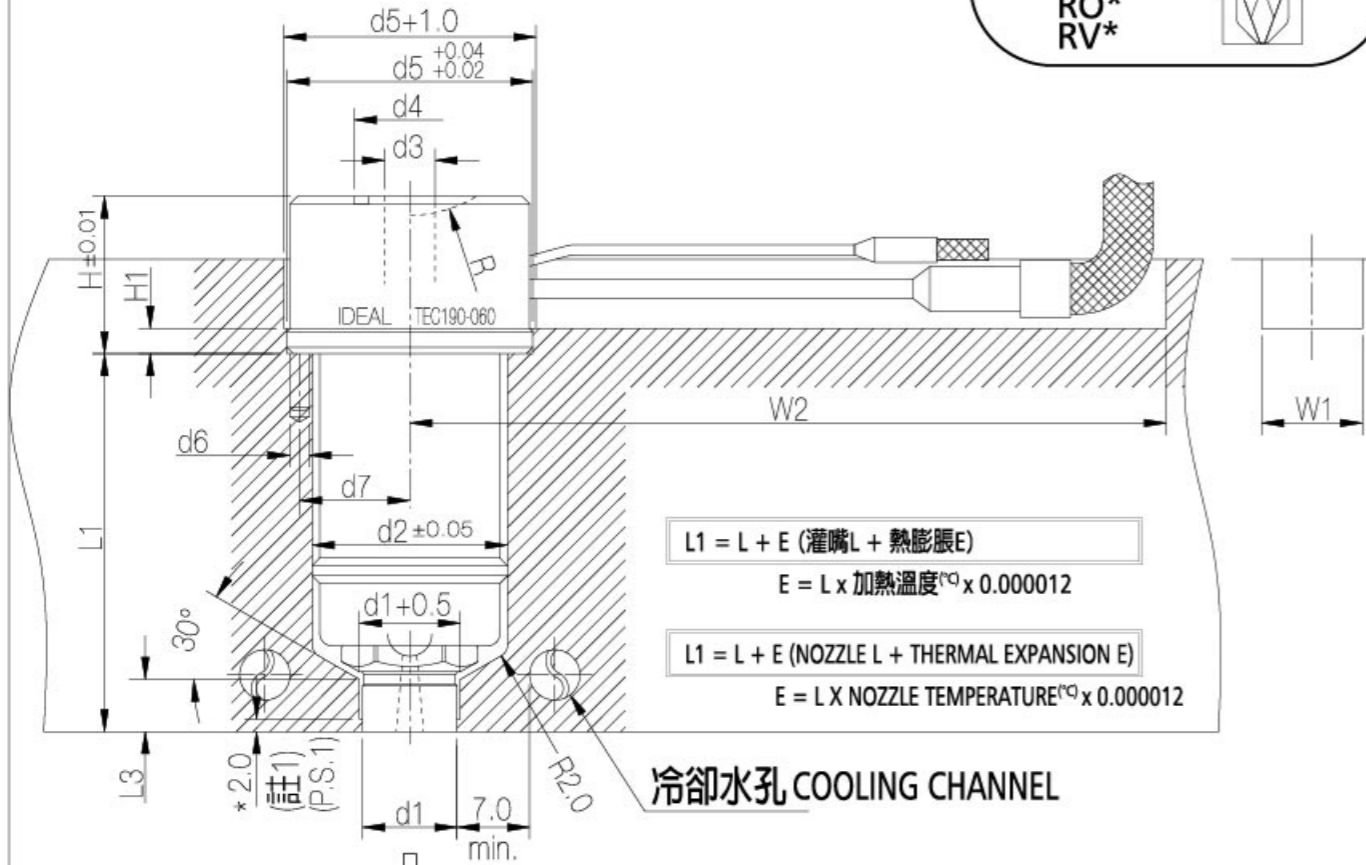 RO*
RV*
d5+1.0
d5 +0.04 +0.02
d4
d3
H±0.01
H1
R
IDEAL TEC190-060
W2
W1
d6
d7
L1
d2±0.05
L1 = L + E (灌嘴L + 熱膨脹E)
E = L x 加熱溫度(℃) x 0.000012
d1+0.5
30°
L1 = L + E (NOZZLE L + THERMAL EXPANSION E)
E = L X NOZZLE TEMPERATURE(℃) x 0.000012
L3
* 2.0
(註1)
(P.S.1)
R2.0
冷卻水孔 COOLING CHANNEL
d1
7.0
min.